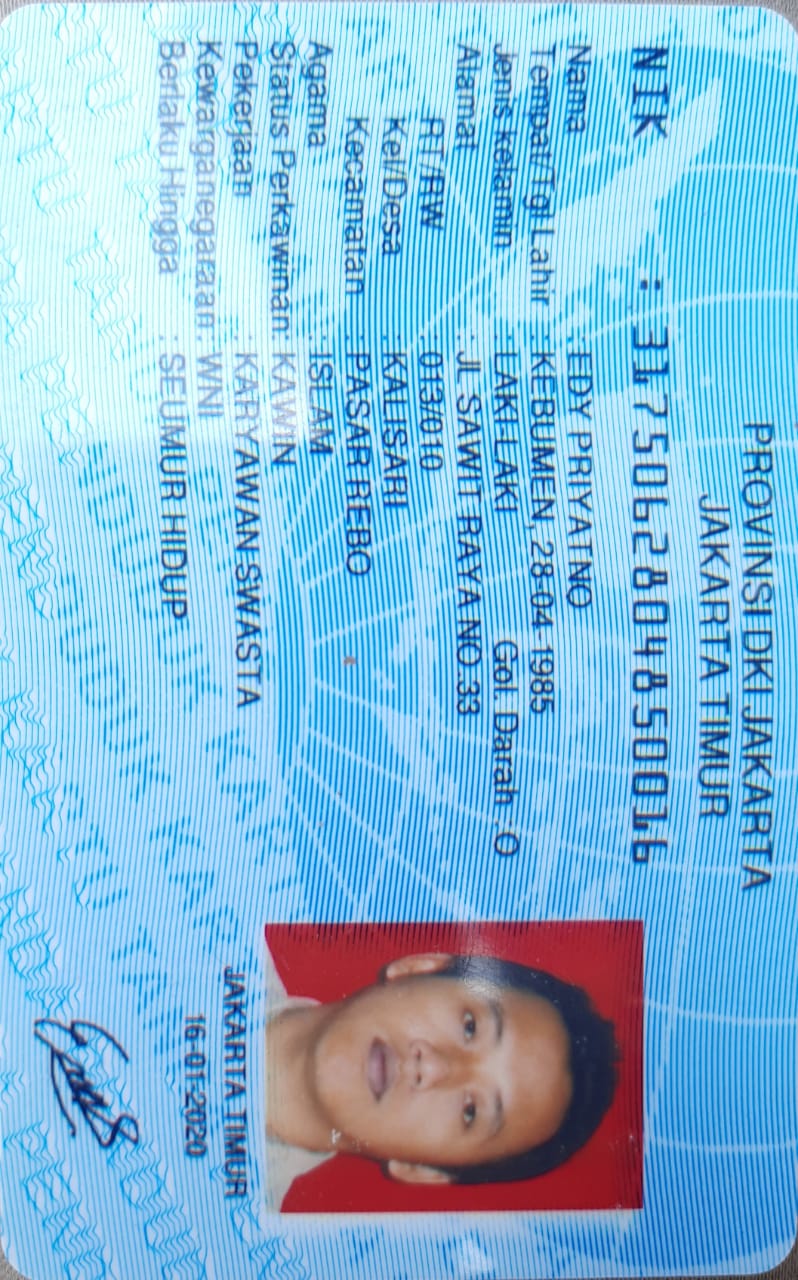 PROVINSI DKI JAKARTA
JAKARTA TIMUR
NIK : 3175062804850016
Nama : EDY PRIYATNO
Tempat/Tgl Lahir : KEBUMEN, 28-04-1985
Jenis kelamin : LAKI-LAKI Gol. Darah : O
Alamat : JL SAWIT RAYA NO.33
RT/RW : 013/010
Kel/Desa : KALISARI
Kecamatan : PASAR REBO
Agama : ISLAM
Status Perkawinan: KAWIN
Pekerjaan : KARYAWAN SWASTA
Kewarganegaraan: WNI
Berlaku Hingga : SEUMUR HIDUP
JAKARTA TIMUR
16-01-2020